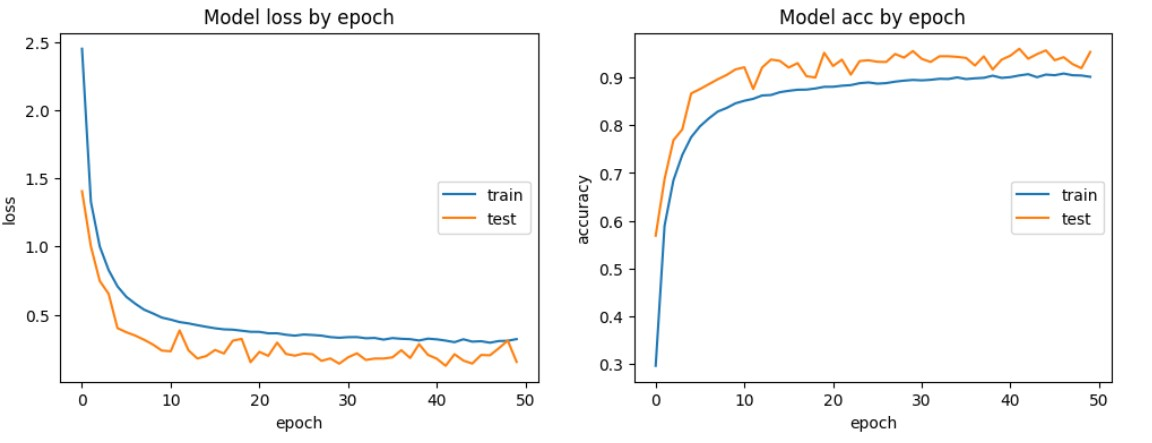 Model loss by epoch
2.5
2.0
1.5
1.0
0.5
loss
train
test
0 10 20 30 40 50
epoch
Model acc by epoch
0.9
0.8
0.7
0.6
0.5
0.4
0.3
accuracy
train
test
0 10 20 30 40 50
epoch